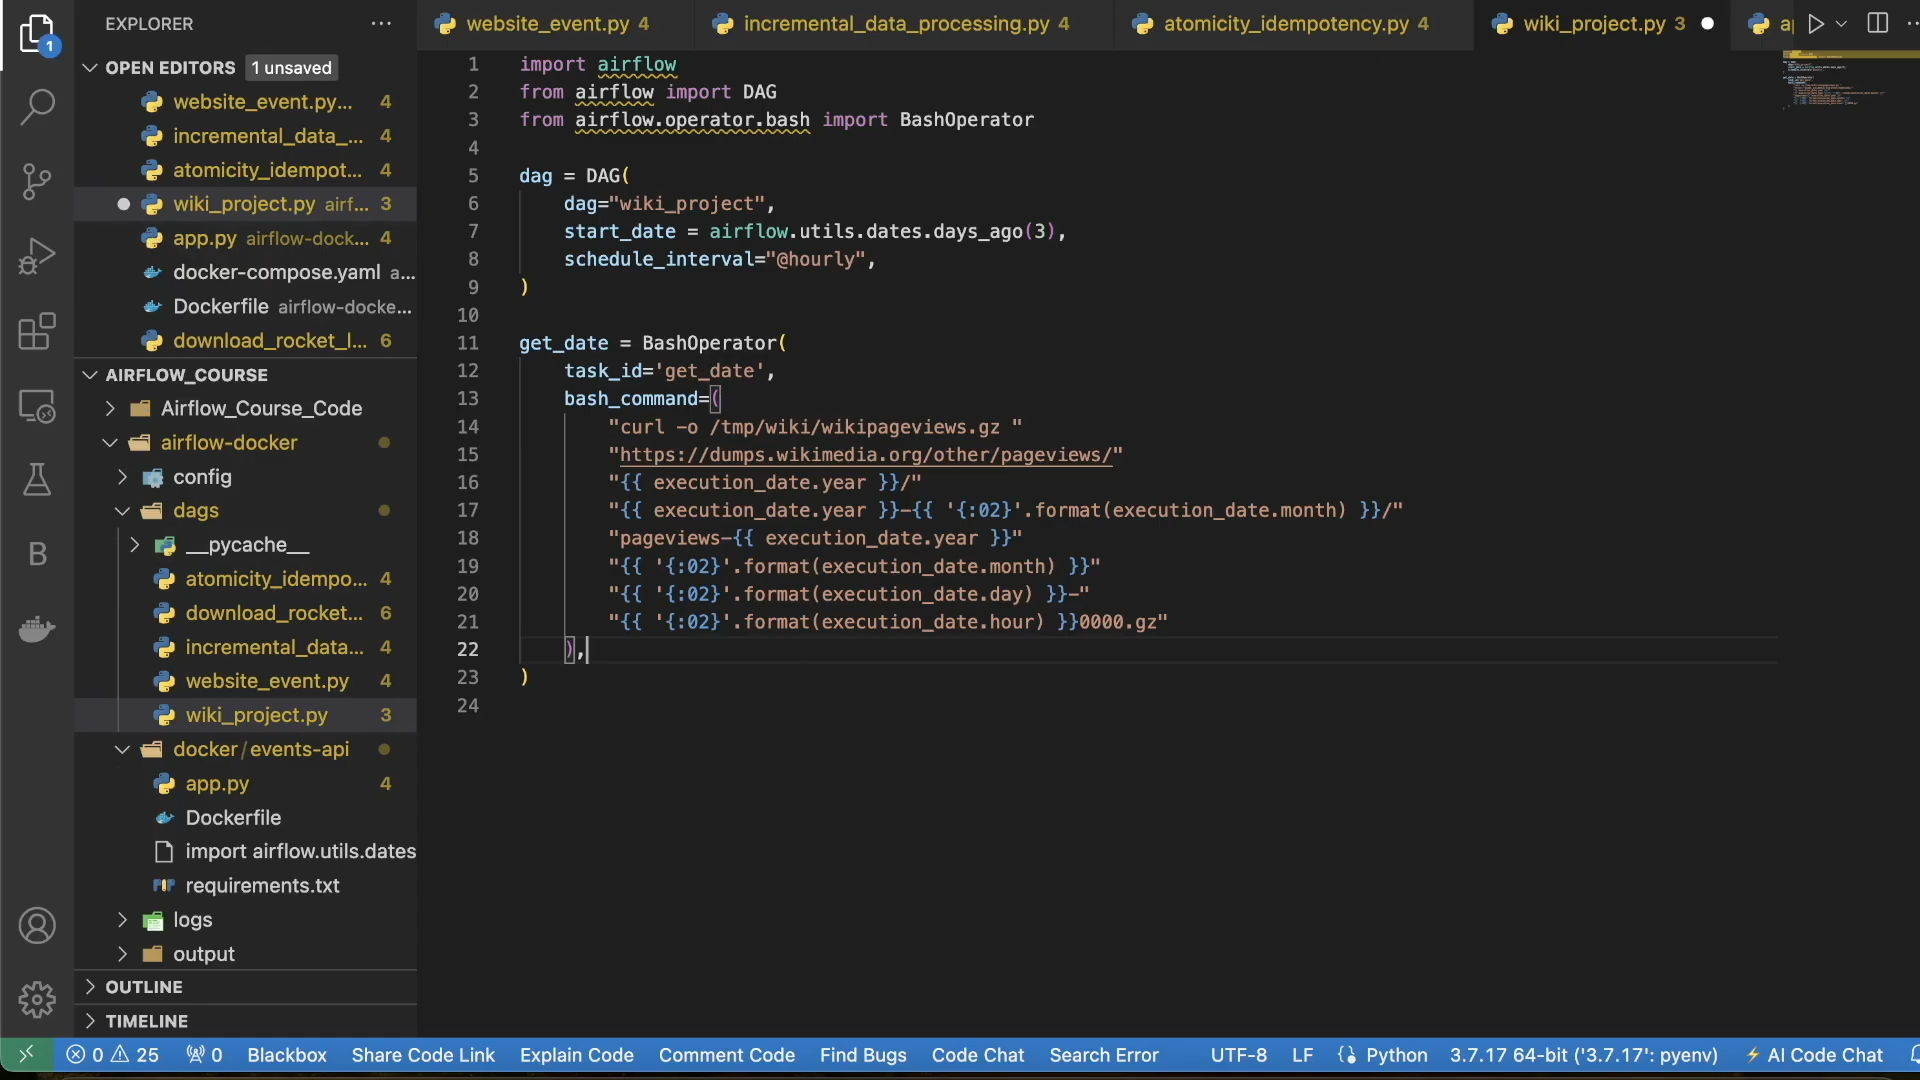 EXPLORER
1
OPEN EDITORS 1 unsaved
website_event.py... 4
incremental_data_... 4
atomicity_idempot... 4
wiki_project.py airf... 3
app.py airflow-dock... 4
docker-compose.yaml a...
Dockerfile airflow-docke...
download_rocket_l... 6
AIRFLOW_COURSE
Airflow_Course_Code
airflow-docker
config
dags
__pycache__
atomicity_idempo... 4
download_rocket... 6
incremental_data... 4
website_event.py 4
wiki_project.py 3
docker/events-api
app.py 4
Dockerfile
import airflow.utils.dates
requirements.txt
logs
output
OUTLINE
TIMELINE
website_event.py 4 incremental_data_processing.py 4 atomicity_idempotency.py 4 wiki_project.py 3
1 import airflow
2 from airflow import DAG
3 from airflow.operator.bash import BashOperator
4
5 dag = DAG(
6 dag="wiki_project",
7 start_date = airflow.utils.dates.days_ago(3),
8 schedule_interval="@hourly",
9 )
10
11 get_date = BashOperator(
12 task_id='get_date',
13 bash_command=(
14 "curl -o /tmp/wiki/wikipageviews.gz "
15 "https://dumps.wikimedia.org/other/pageviews/"
16 "{{ execution_date.year }}/"
17 "{{ execution_date.year }}-{{ '{:02}'.format(execution_date.month) }}/"
18 "pageviews-{{ execution_date.year }}"
19 "{{ '{:02}'.format(execution_date.month) }}"
20 "{{ '{:02}'.format(execution_date.day) }}-"
21 "{{ '{:02}'.format(execution_date.hour) }}0000.gz"
22 ),
23 )
24
0 25 0 Blackbox Share Code Link Explain Code Comment Code Find Bugs Code Chat Search Error UTF-8 LF Python 3.7.17 64-bit ('3.7.17': pyenv) AI Code Chat